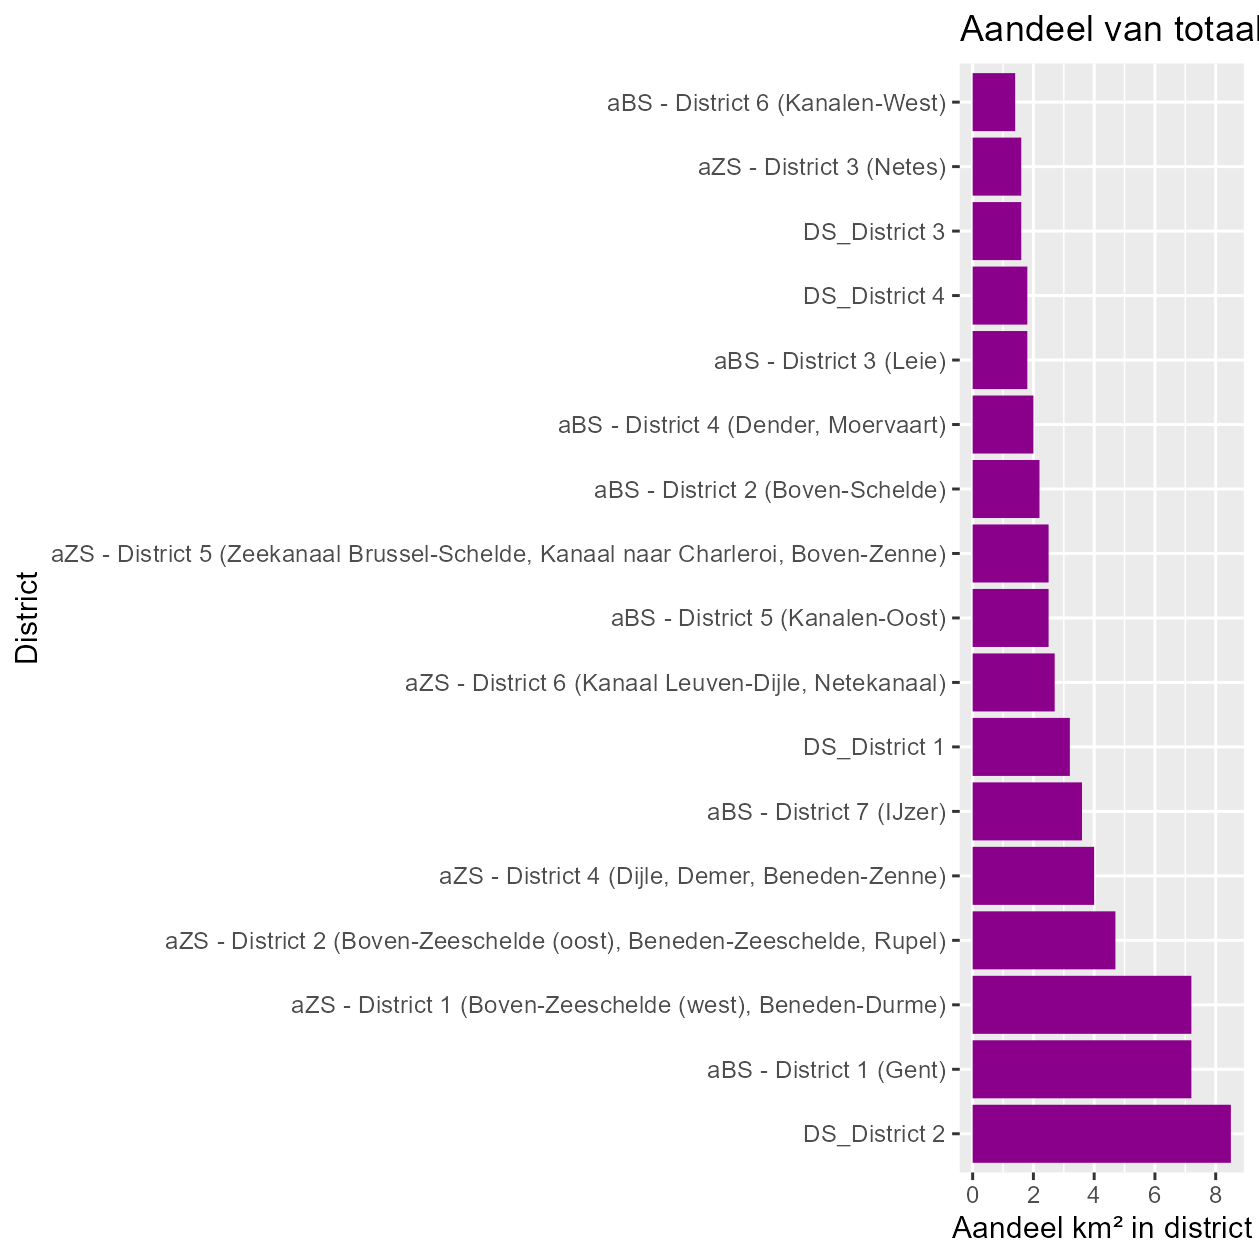 Aandeel van totaal
aBS - District 6 (Kanalen-West)
aZS - District 3 (Netes)
DS_District 3
DS_District 4
aBS - District 3 (Leie)
aBS - District 4 (Dender, Moervaart)
aBS - District 2 (Boven-Schelde)
aZS - District 5 (Zeekanaal Brussel-Schelde, Kanaal naar Charleroi, Boven-Zenne)
aBS - District 5 (Kanalen-Oost)
aZS - District 6 (Kanaal Leuven-Dijle, Netekanaal)
DS_District 1
aBS - District 7 (IJzer)
aZS - District 4 (Dijle, Demer, Beneden-Zenne)
aZS - District 2 (Boven-Zeeschelde (oost), Beneden-Zeeschelde, Rupel)
aZS - District 1 (Boven-Zeeschelde (west), Beneden-Durme)
aBS - District 1 (Gent)
DS_District 2
District
0 2 4 6 8
Aandeel km² in district